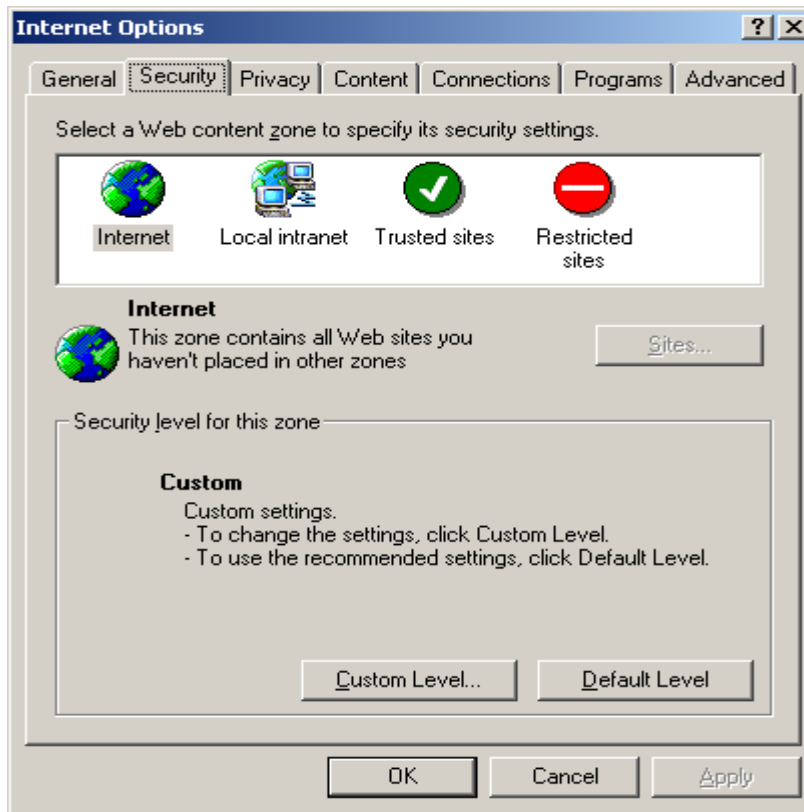 Internet Options
General Security Privacy Content Connections Programs Advanced
Select a Web content zone to specify its security settings.
Internet Local intranet Trusted sites Restricted
sites
Internet
This zone contains all Web sites you
haven't placed in other zones
Sites...
Security level for this zone
Custom
Custom settings.
- To change the settings, click Custom Level.
- To use the recommended settings, click Default Level.
Custom Level... Default Level
OK Cancel Apply